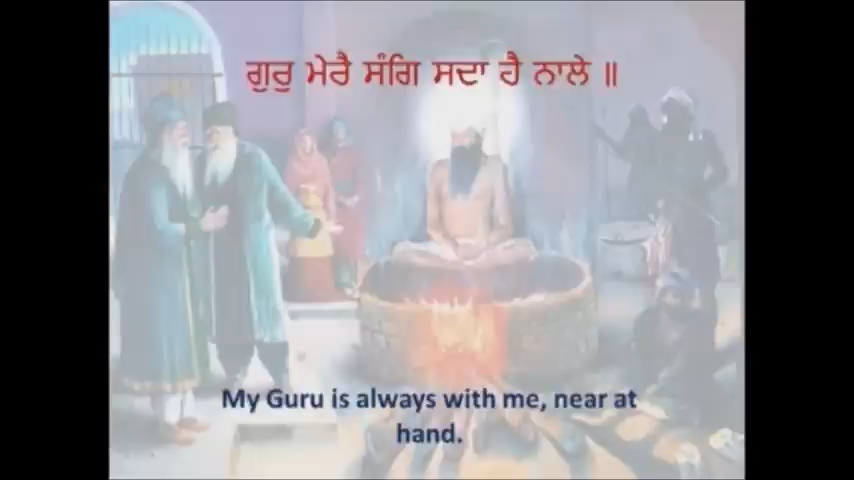 ਗੁਰੁ ਮੇਰੈ ਸੰਗਿ ਸਦਾ ਹੈ ਨਾਲੇ ॥
My Guru is always with me, near at
hand.